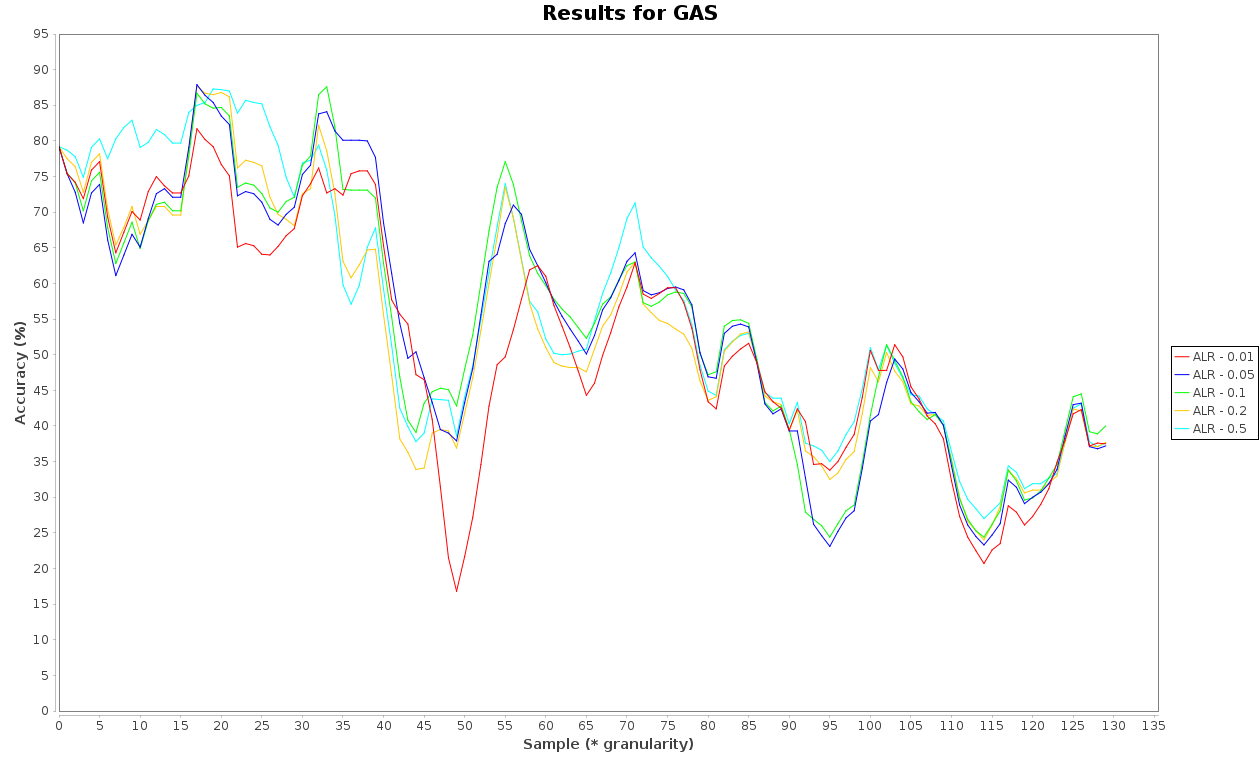 Results for GAS
Accuracy (%)
95
90
85
80
75
70
65
60
55
50
45
40
35
30
25
20
15
10
5
0
0 5 10 15 20 25 30 35 40 45 50 55 60 65 70 75 80 85 90 95 100 105 110 115 120 125 130 135
Sample (* granularity)
ALR - 0.01
ALR - 0.05
ALR - 0.1
ALR - 0.2
ALR - 0.5